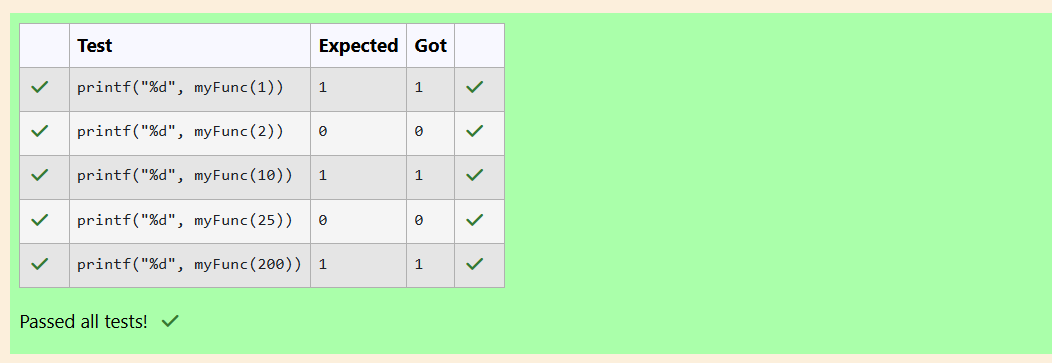 Test Expected Got
printf("%d", myFunc(1)) 1 1
printf("%d", myFunc(2)) 0 0
printf("%d", myFunc(10)) 1 1
printf("%d", myFunc(25)) 0 0
printf("%d", myFunc(200)) 1 1
Passed all tests!